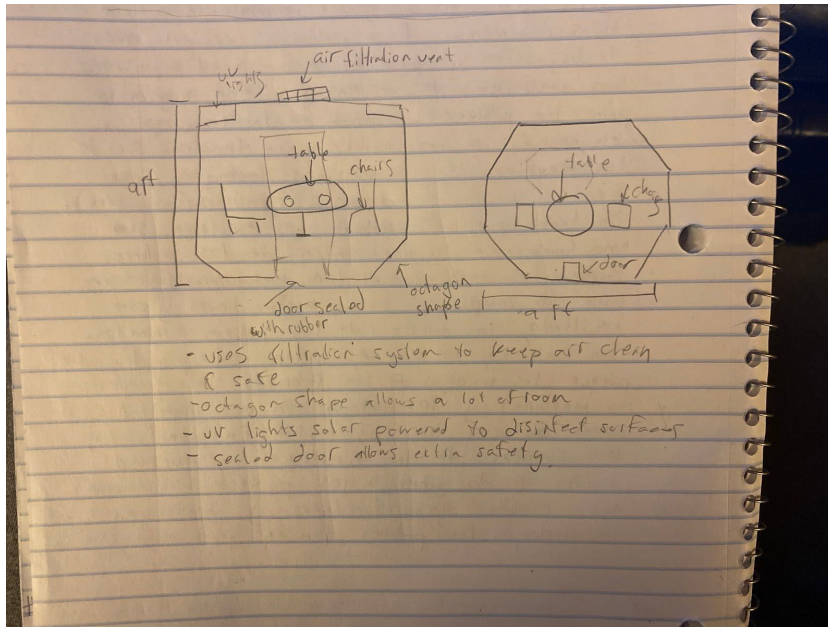 air filtration vent
uv lights
table
chairs
9ft
door sealed
with rubber
octagon
shape
table
chairs
door
9 ft
- uses filtration system to keep air clean
& safe
- octagon shape allows a lot of room
- uv lights solar powered to disinfect surfaces
- sealed door allows extra safety.